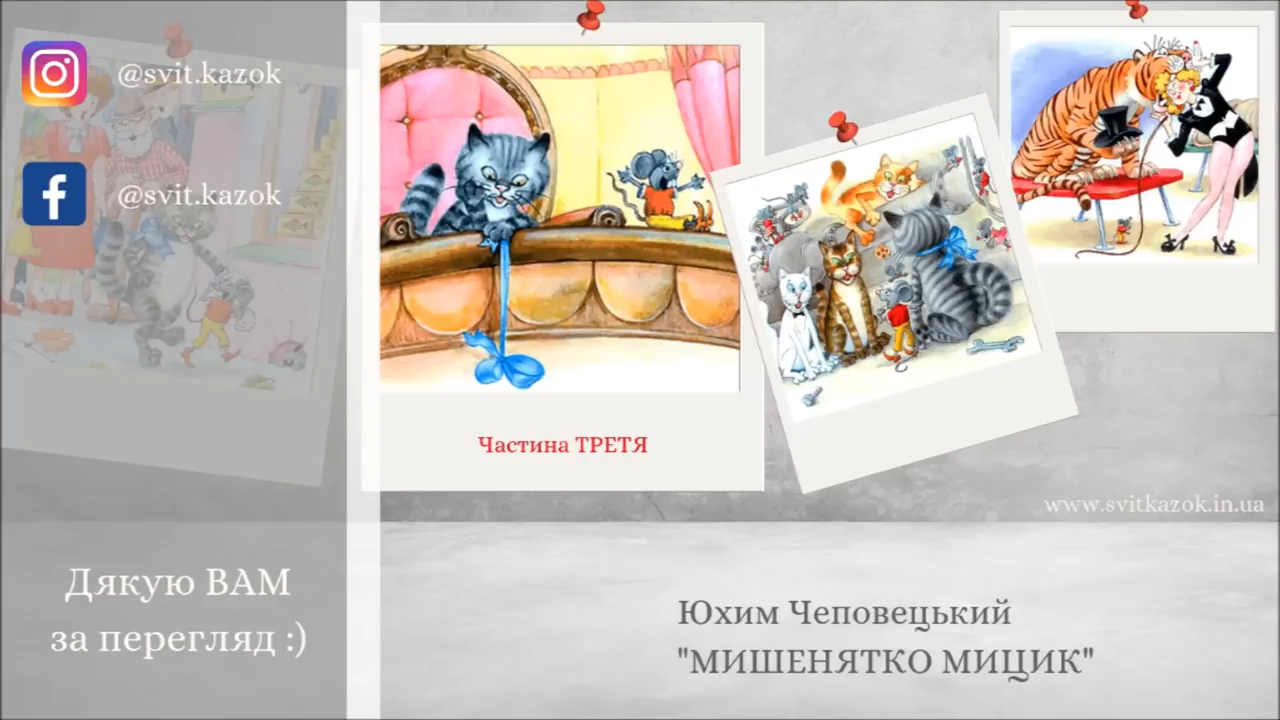 @svit.kazok
@svit.kazok
Частина ТРЕТЯ
www.svitkazok.in.ua
Дякую ВАМ
за перегляд :)
Юхим Чеповецький
"МИШЕНЯТКО МИЦИК"